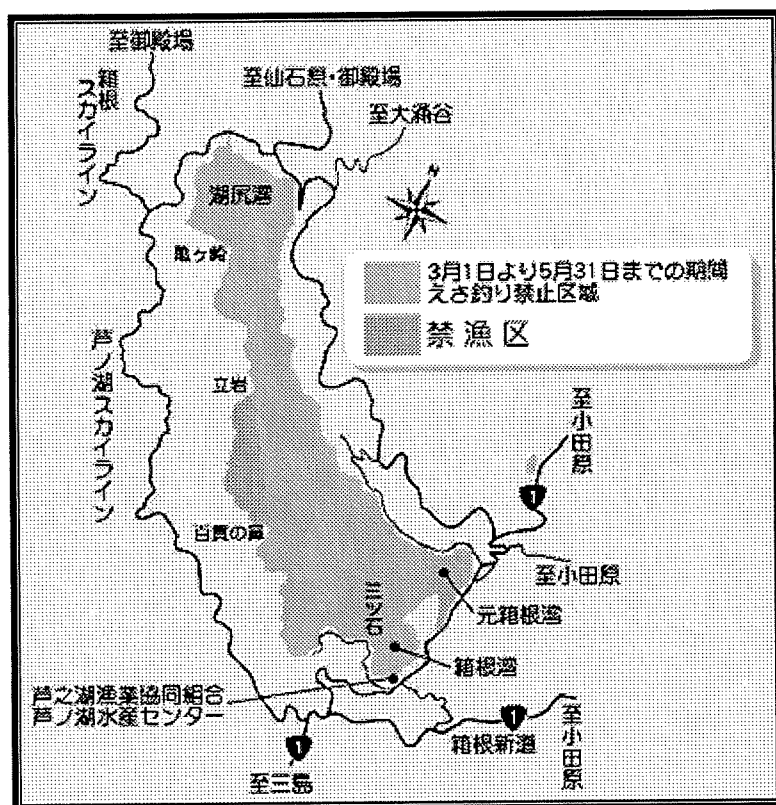 至御殿場
箱根
スカイライン
至仙石原・御殿場
至大涌谷
N
湖尻湾
亀ヶ崎
3月1日より5月31日までの期間
えさ釣り禁止区域
禁漁区
芦ノ湖スカイライン
立岩
至小田原
1
百貫の鼻
至小田原
三ツ石
元箱根湾
箱根湾
芦之湖漁業協同組合
芦ノ湖水産センター
1
箱根新道
至小田原
1
至三島